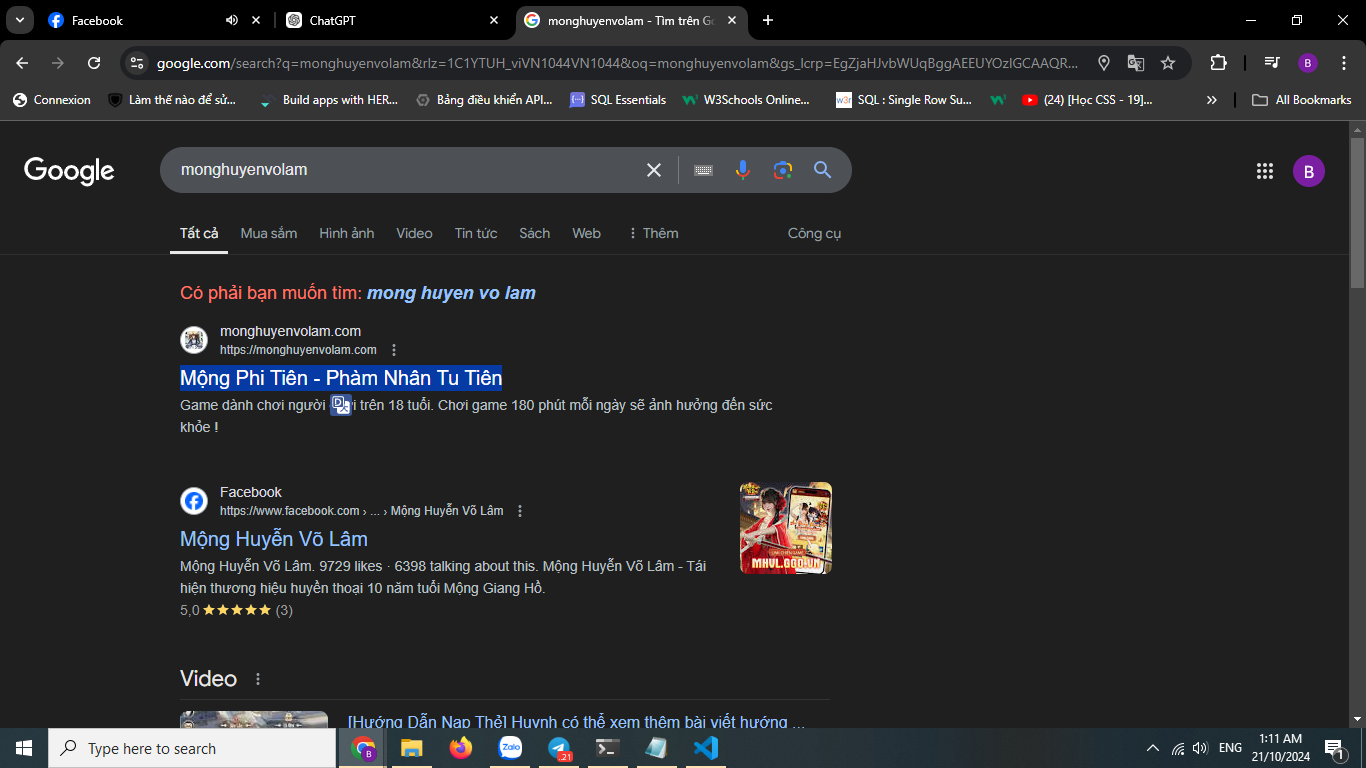 Facebook
ChatGPT
monghuyenvolam - Tìm trên Go
google.com/search?q=monghuyenvolam&rlz=1C1YTUH_viVN1044VN1044&oq=monghuyenvolam&gs_lcrp=EgZjaHJvbWUqBggAEEUYOzIGCAAQR...
B
Connexion
Làm thế nào để sử...
Build apps with HER...
Bảng điều khiển API...
SQL Essentials
W3Schools Online...
w3r
SQL : Single Row Su...
(24) [Học CSS - 19]...
»
All Bookmarks
Google
monghuyenvolam
B
Tất cả
Mua sắm
Hình ảnh
Video
Tin tức
Sách
Web
Thêm
Công cụ
Có phải bạn muốn tìm: mong huyen vo lam
monghuyenvolam.com
https://monghuyenvolam.com
Mộng Phi Tiên - Phàm Nhân Tu Tiên
Game dành chơi người i trên 18 tuổi. Chơi game 180 phút mỗi ngày sẽ ảnh hưởng đến sức
khỏe !
Facebook
https://www.facebook.com › ... › Mộng Huyễn Võ Lâm
Mộng Huyễn Võ Lâm
Mộng Huyễn Võ Lâm. 9729 likes · 6398 talking about this. Mộng Huyễn Võ Lâm - Tái
hiện thương hiệu huyền thoại 10 năm tuổi Mộng Giang Hồ.
5,0 (3)
MHVL.GGO.VN
Video
[Hướng Dẫn Nạp Thẻ] Huynh có thể xem thêm bài viết hướng ...
Type here to search
B
Zalo
21
ENG
1:11 AM
21/10/2024
1